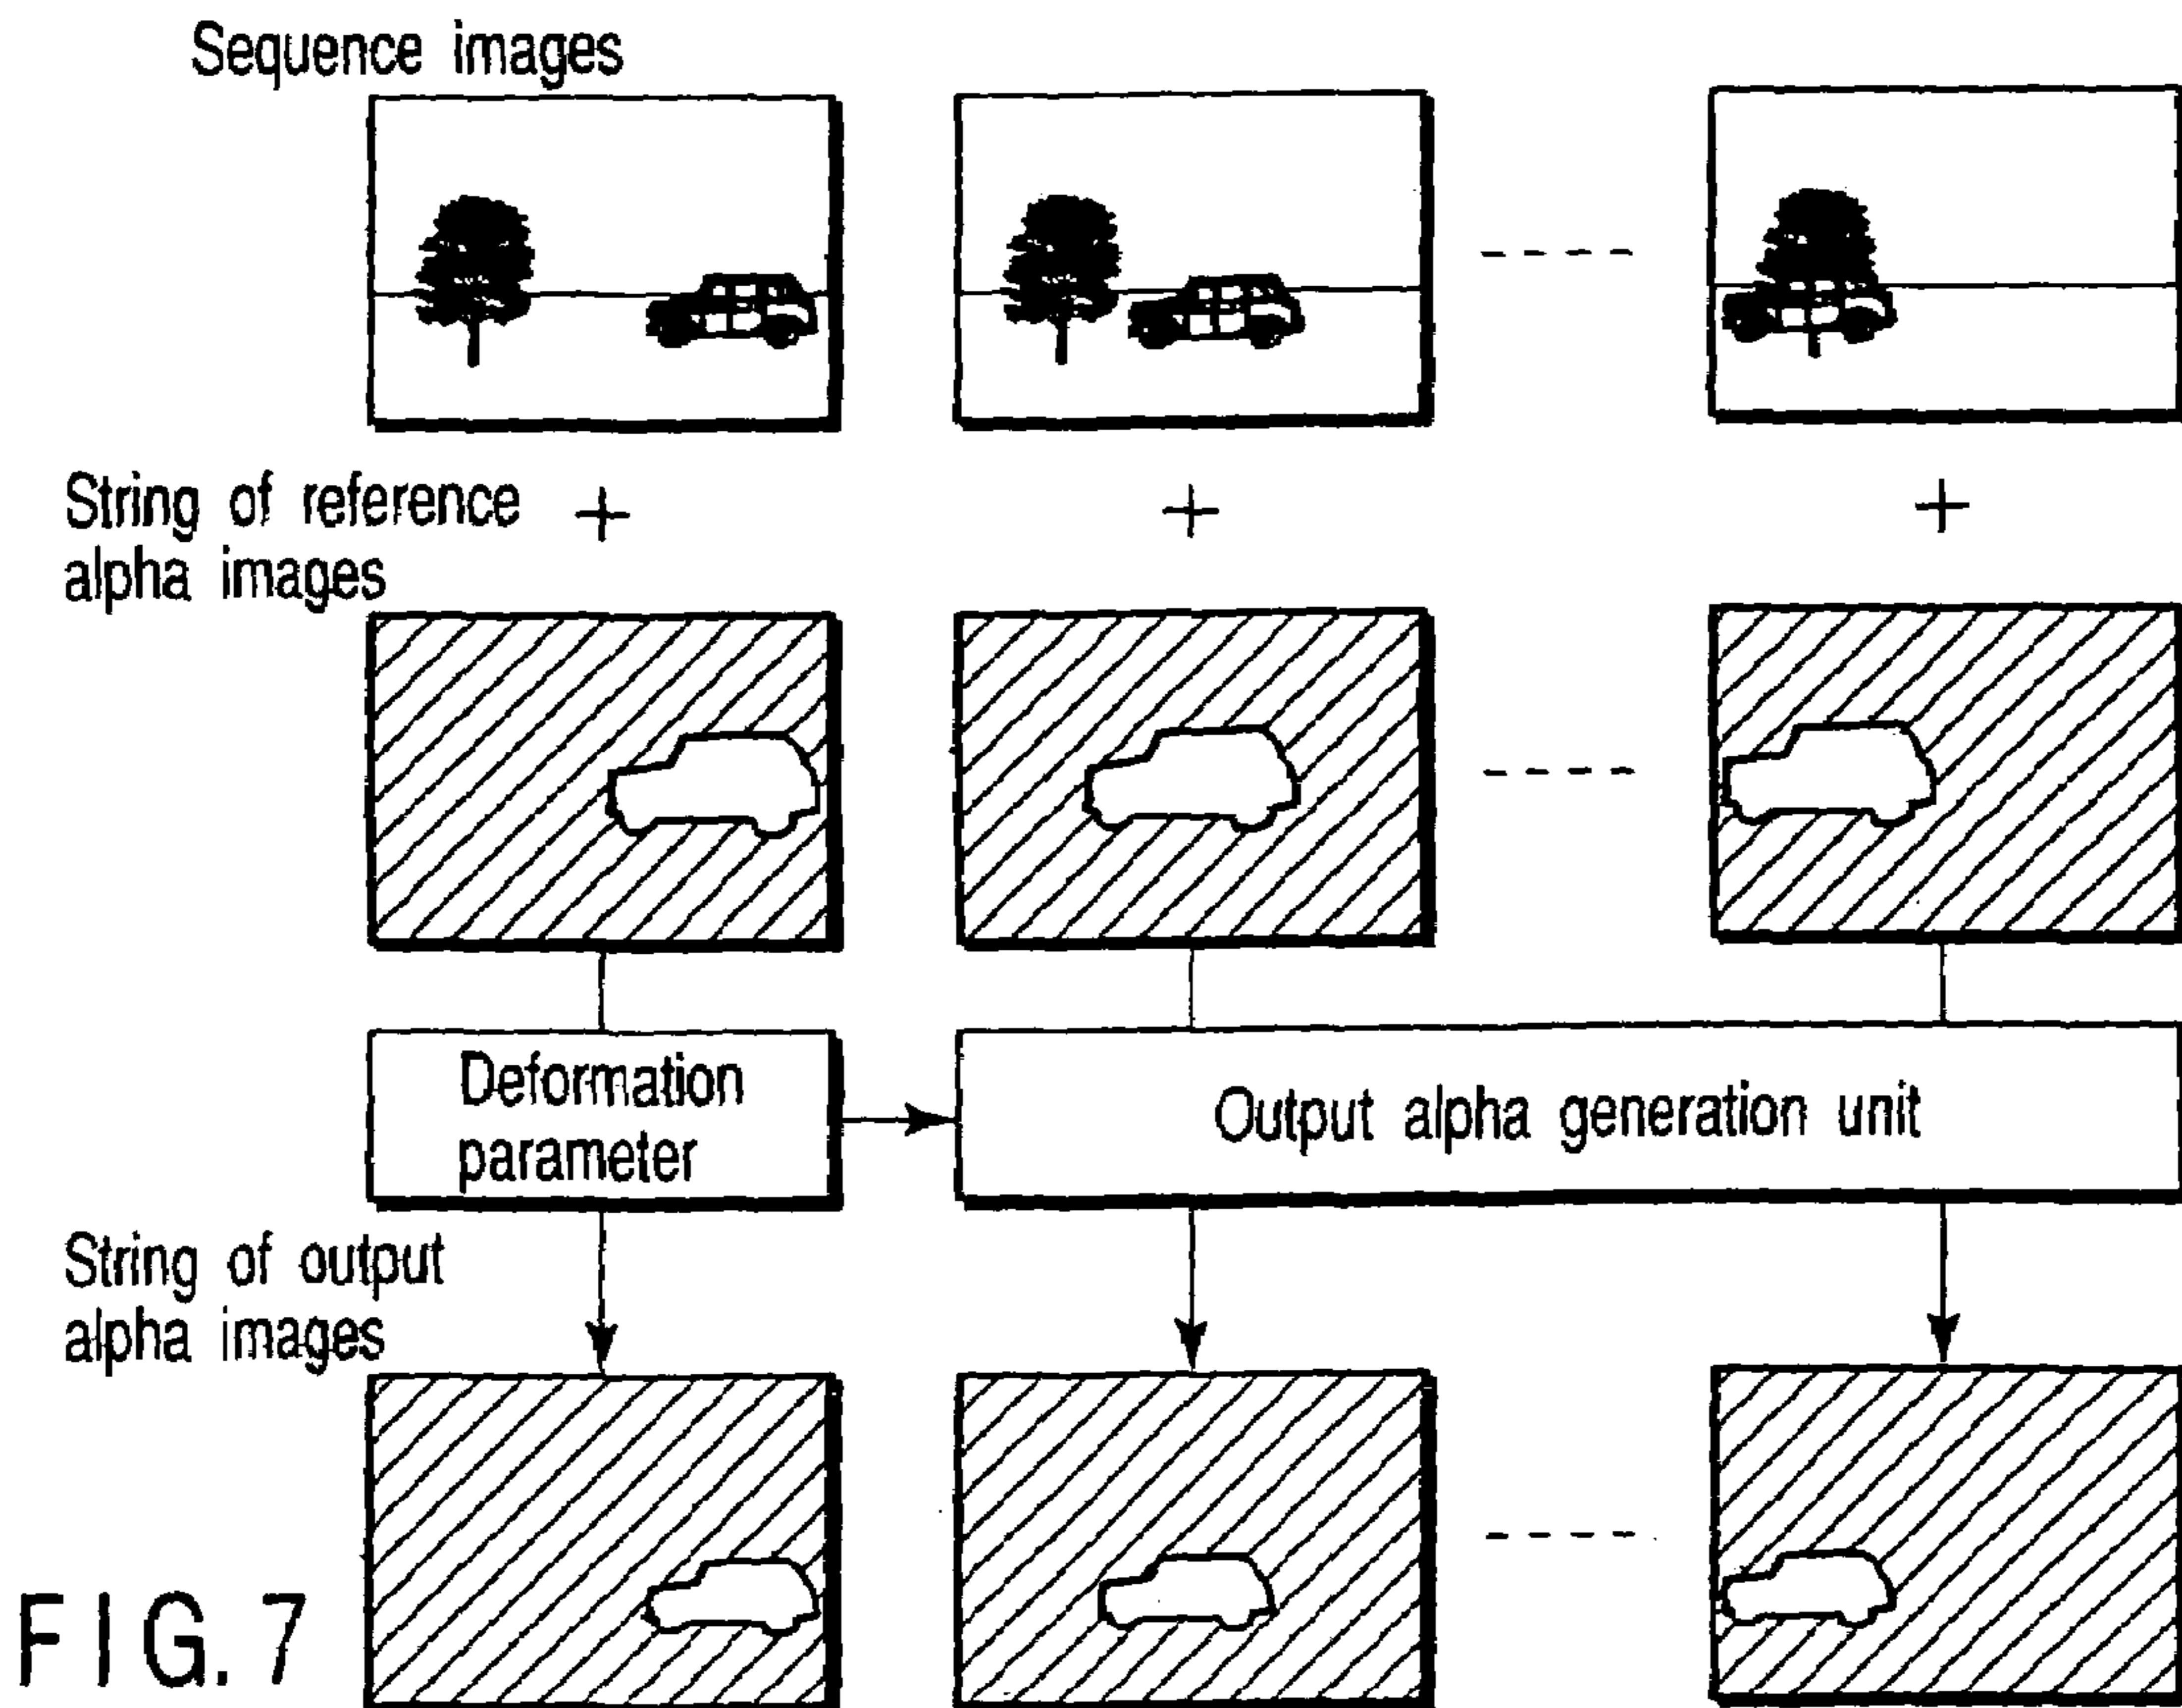 Sequence images
String of reference
alpha images
Deformation
parameter
Output alpha generation unit
String of output
alpha images
FIG. 7